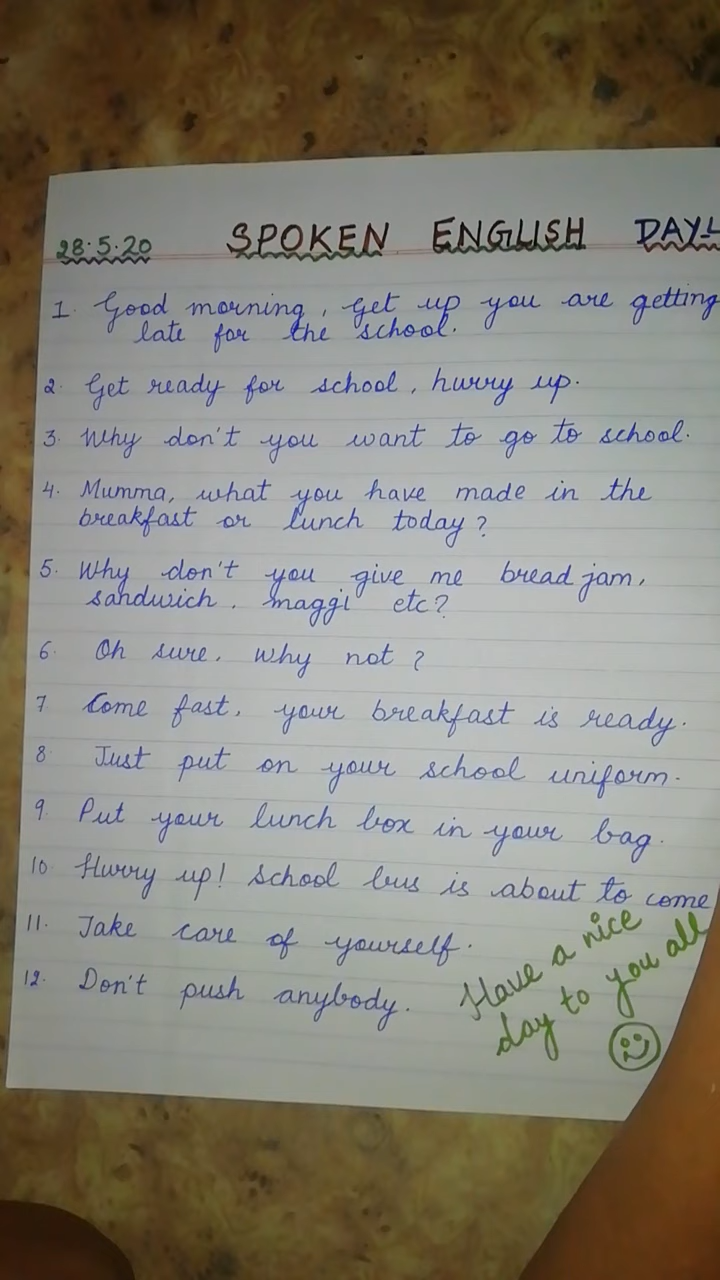 28.5.20 SPOKEN ENGLISH DAY-
1. Good morning, Get up you are getting
late for the school.
2. Get ready for school, hurry up.
3. Why don't you want to go to school.
4. Mumma, what you have made in the
breakfast or lunch today?
5. Why don't you give me bread jam,
sandwich, maggi etc?
6. Oh sure, why not ?
7. Come fast, your breakfast is ready.
8. Just put on your school uniform.
9. Put your lunch box in your bag.
10. Hurry up! School bus is about to come
11. Take care of yourself.
12. Don't push anybody.
Have a nice
day to you all